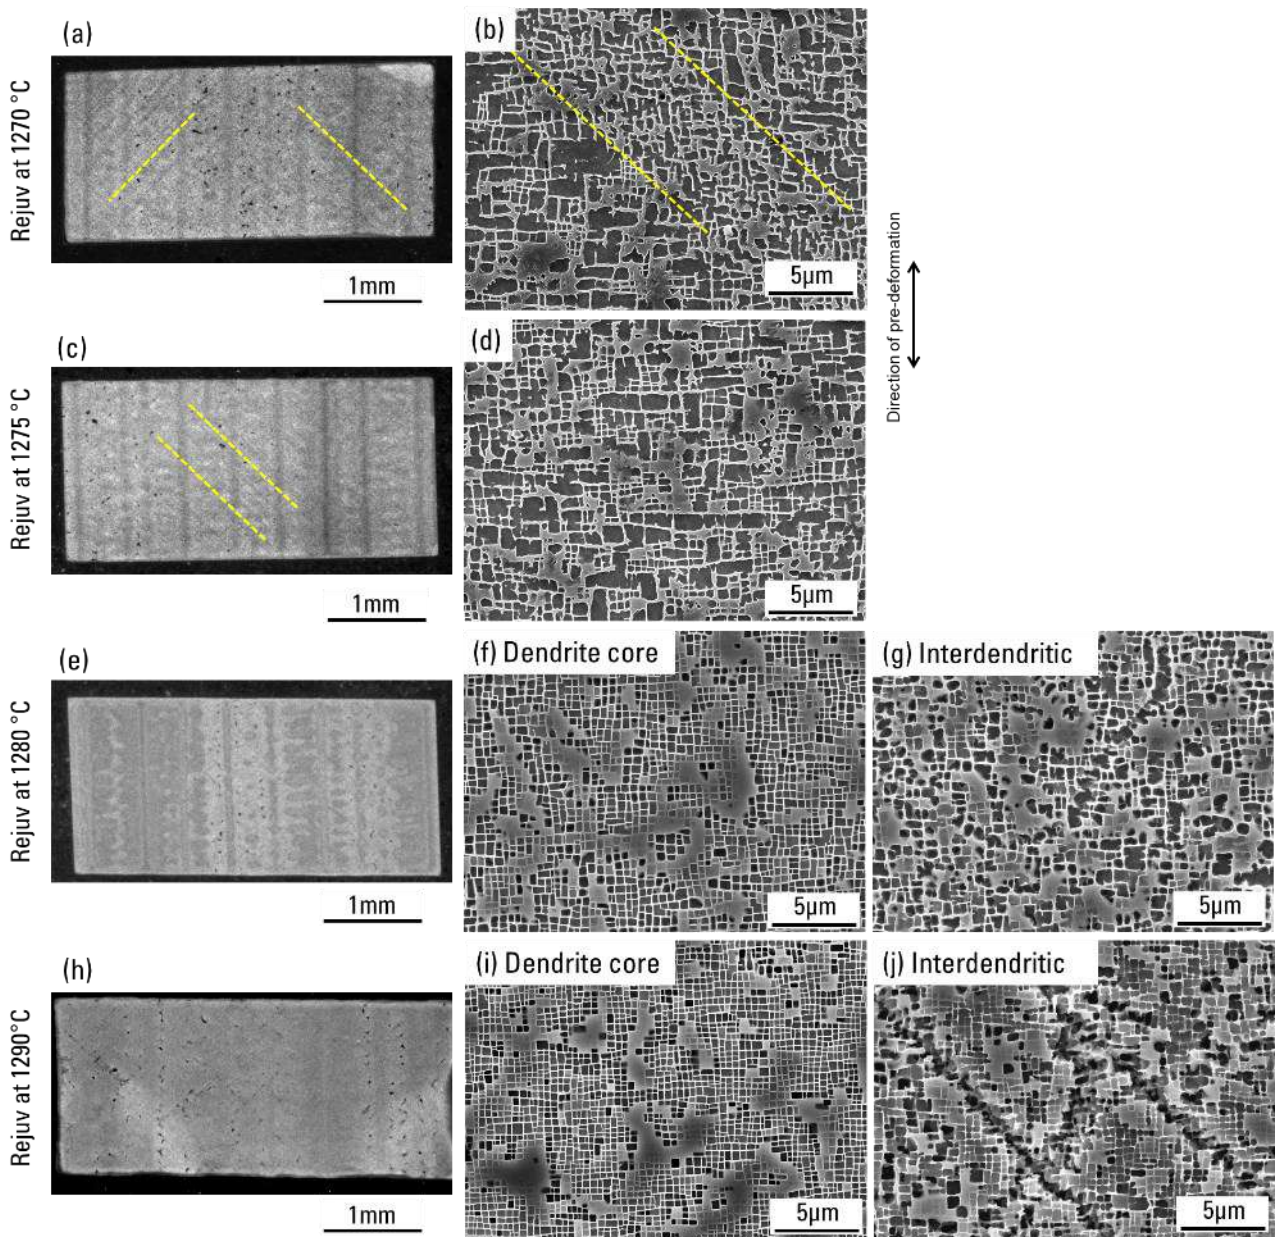 (a)
(b)
Rejuv at 1270 °C
1mm
5µm
Direction of pre-deformation
(c)
(d)
Rejuv at 1275 °C
1mm
5µm
(e)
(f) Dendrite core
(g) Interdendritic
Rejuv at 1280 °C
1mm
5µm
5µm
(h)
(i) Dendrite core
(j) Interdendritic
Rejuv at 1290°C
1mm
5µm
5µm